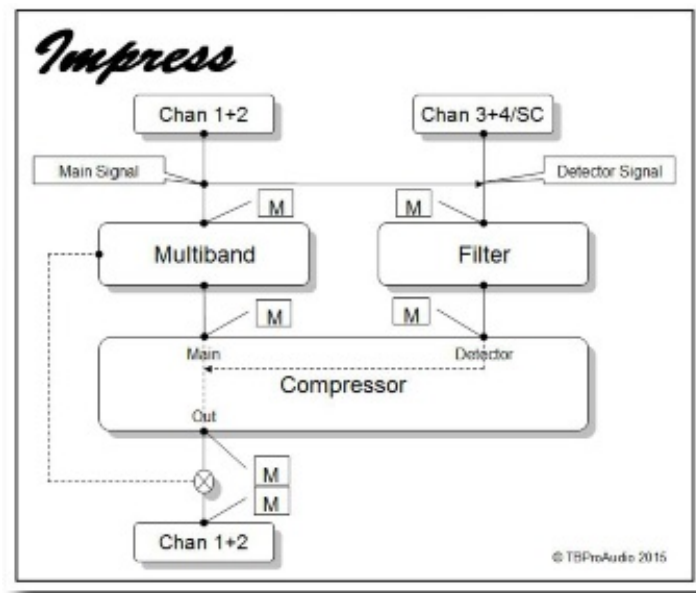 Impress
Chan 1+2
Chan 3+4/SC
Main Signal
Detector Signal
M
M
Multiband
Filter
M
M
Main
Detector
Compressor
Out
M
M
Chan 1+2
© TBProAudio 2015